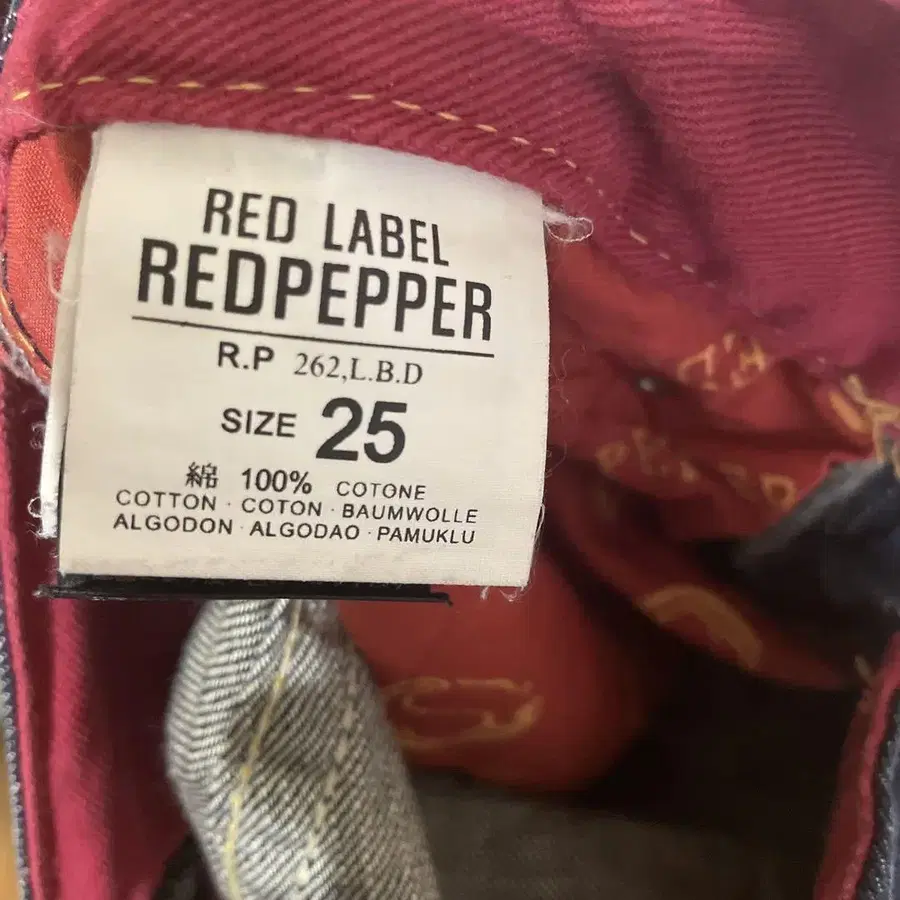 RED LABEL
REDPEPPER
R.P 262,L.B.D
SIZE 25
綿 100% COTONE
COTTON · COTON · BAUMWOLLE
ALGODON · ALGODAO · PAMUKLU